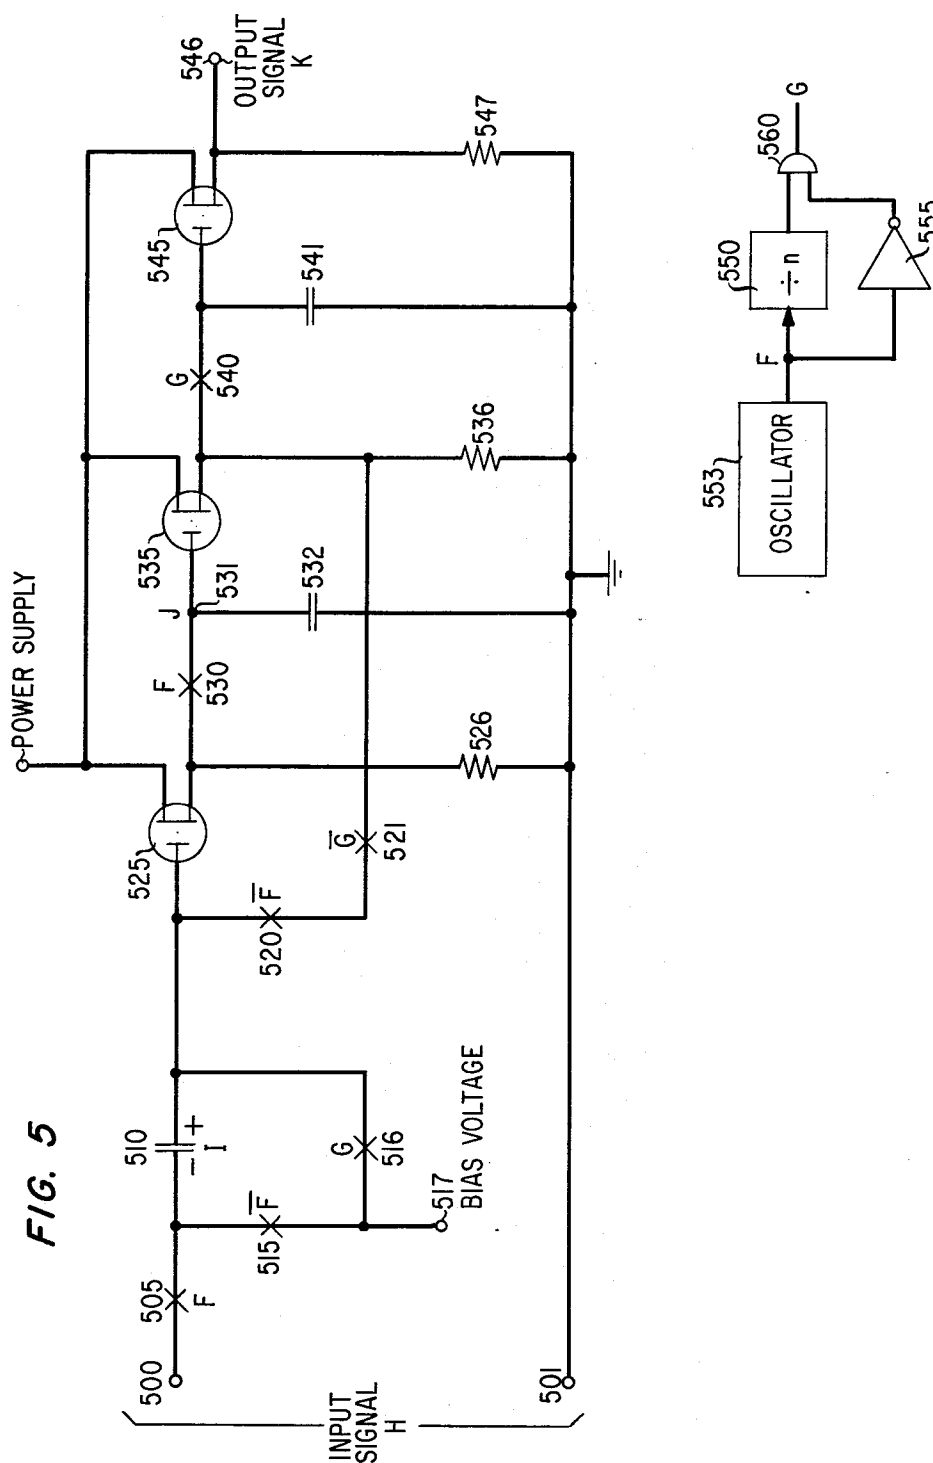 FIG. 5
POWER SUPPLY
INPUT
SIGNAL
H
500
501
505
F
510
− +
I
515
F̅
G
516
517
BIAS VOLTAGE
520
F̅
G̅
521
525
526
F
530
J
531
532
535
536
G
540
541
545
546
OUTPUT
SIGNAL
K
547
553
OSCILLATOR
F
550
÷ n
555
560
G